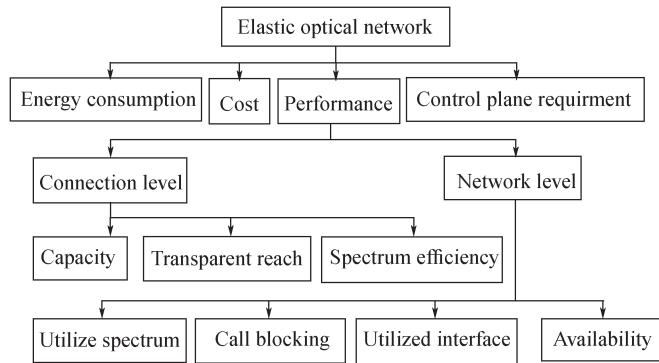 Elastic optical network
Energy consumption
Cost
Performance
Control plane requirment
Connection level
Network level
Capacity
Transparent reach
Spectrum efficiency
Utilize spectrum
Call blocking
Utilized interface
Availability